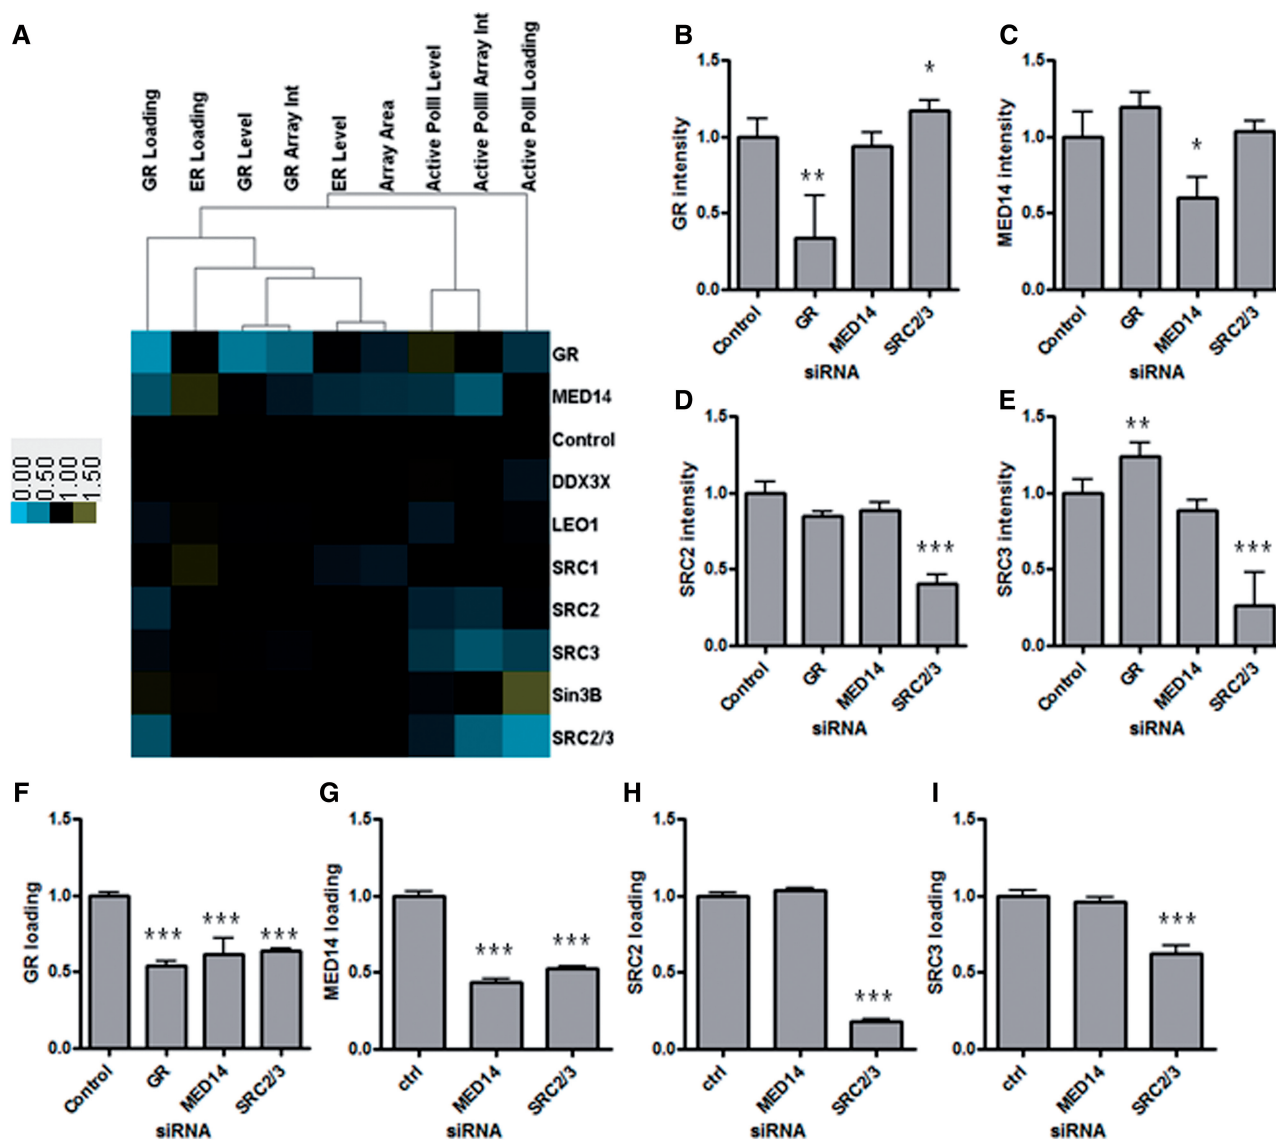 A
GR Loading
ER Loading
GR Level
GR Array Int
ER Level
Array Area
Active PolII Level
Active PolIII Array Int
Active PolII Loading
0.00
0.50
1.00
1.50
GR
MED14
Control
DDX3X
LEO1
SRC1
SRC2
SRC3
Sin3B
SRC2/3
B
GR intensity
1.5
1.0
0.5
0.0
**
*
Control
GR
MED14
SRC2/3
siRNA
C
MED14 intensity
1.5
1.0
0.5
0.0
*
Control
GR
MED14
SRC2/3
siRNA
D
SRC2 intensity
1.5
1.0
0.5
0.0
***
Control
GR
MED14
SRC2/3
siRNA
E
SRC3 intensity
1.5
1.0
0.5
0.0
**
***
Control
GR
MED14
SRC2/3
siRNA
F
GR loading
1.5
1.0
0.5
0.0
***
***
***
Control
GR
MED14
SRC2/3
siRNA
G
MED14 loading
1.5
1.0
0.5
0.0
***
***
ctrl
MED14
SRC2/3
siRNA
H
SRC2 loading
1.5
1.0
0.5
0.0
***
ctrl
MED14
SRC2/3
siRNA
I
SRC3 loading
1.5
1.0
0.5
0.0
***
ctrl
MED14
SRC2/3
siRNA